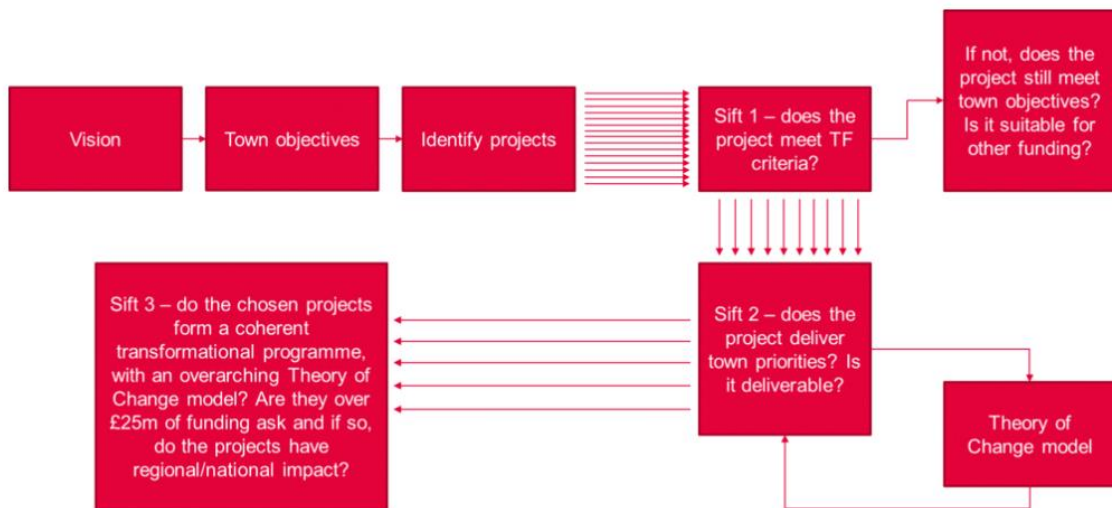 Vision
Town objectives
Identify projects
Sift 1 – does the
project meet TF
criteria?
If not, does the
project still meet
town objectives?
Is it suitable for
other funding?
Sift 3 – do the chosen projects
form a coherent
transformational programme,
with an overarching Theory of
Change model? Are they over
£25m of funding ask and if so,
do the projects have
regional/national impact?
Sift 2 – does the
project deliver
town priorities? Is
it deliverable?
Theory of
Change model